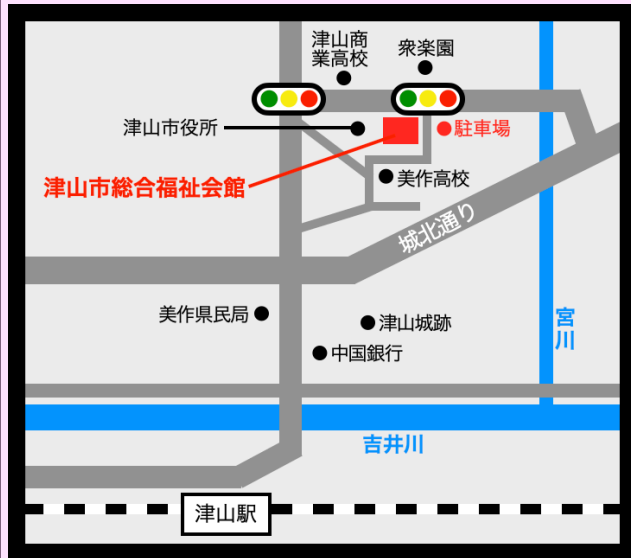 津山商
業高校
衆楽園
津山市役所
駐車場
津山市総合福祉会館
美作高校
城北通り
美作県民局
津山城跡
中国銀行
宮川
吉井川
津山駅